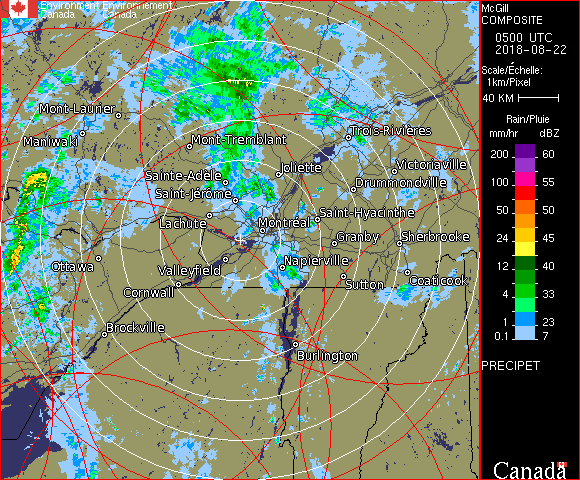 Environment Environnement
Canada Canada
McGill
COMPOSITE
0500 UTC
2018-08-22
Scale/Échelle:
1km/Pixel
40 KM
Rain/Pluie
mm/hr dBZ
200 60
100 55
50 50
24 45
12 40
4 33
1 23
0.1 7
PRECIPET
Canada
Mont-Laurier
Maniwaki
Mont-Tremblant
Trois-Rivières
Joliette
Victoriaville
Sainte-Adèle
Drummondville
Saint-Jérôme
Lachute
Saint-Hyacinthe
Montréal
Granby
Sherbrooke
Ottawa
Valleyfield
Napierville
Coaticook
Cornwall
Sutton
Brockville
Burlington